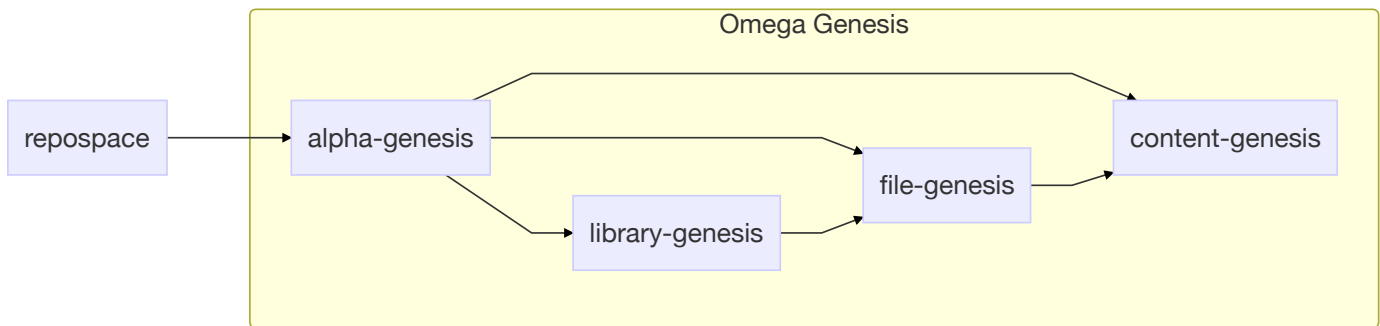 Omega Genesis
repospace
alpha-genesis
content-genesis
file-genesis
library-genesis